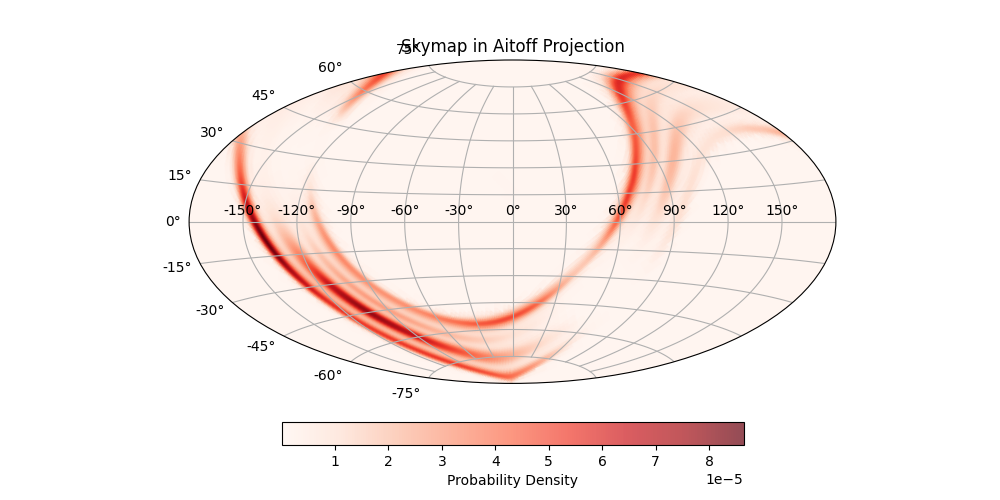 75°
Skymap in Aitoff Projection
60°
45°
30°
15°
-150° -120° -90° -60° -30° 0° 30° 60° 90° 120° 150°
0°
-15°
-30°
-45°
-60°
-75°
1 2 3 4 5 6 7 8
1e−5
Probability Density